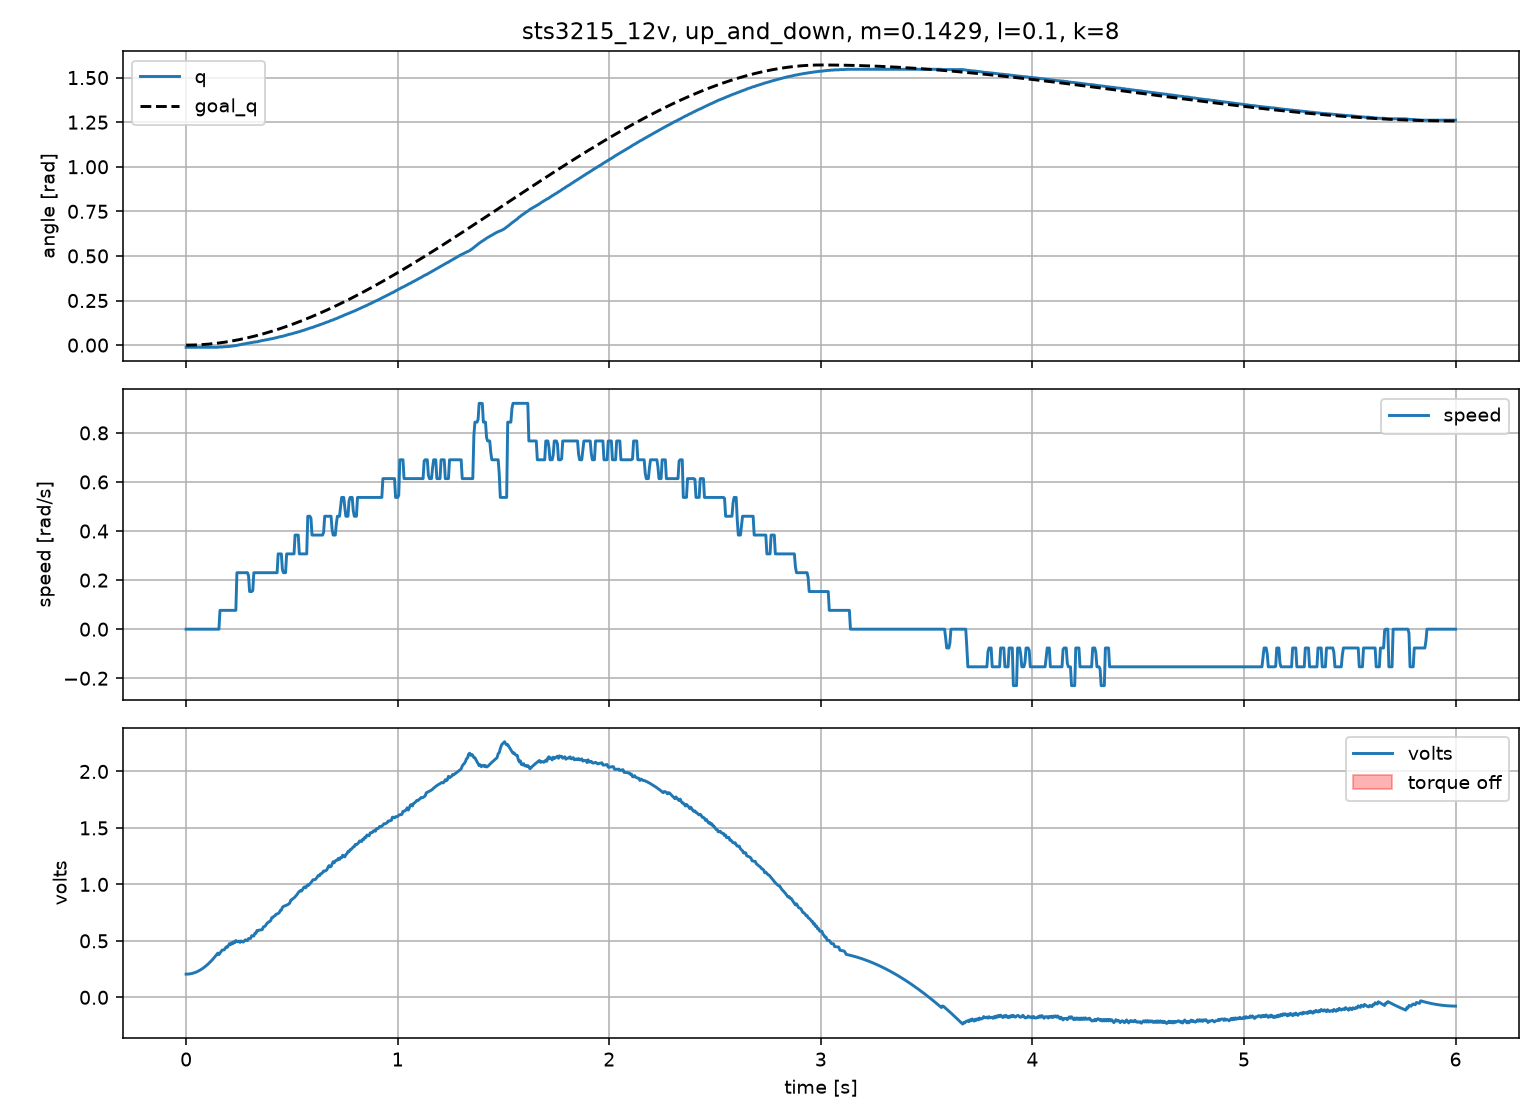 sts3215_12v, up_and_down, m=0.1429, l=0.1, k=8
q
goal_q
1.50
1.25
1.00
0.75
0.50
0.25
0.00
angle [rad]
speed
0.8
0.6
0.4
0.2
0.0
−0.2
speed [rad/s]
volts
torque off
2.0
1.5
1.0
0.5
0.0
volts
0 1 2 3 4 5 6
time [s]